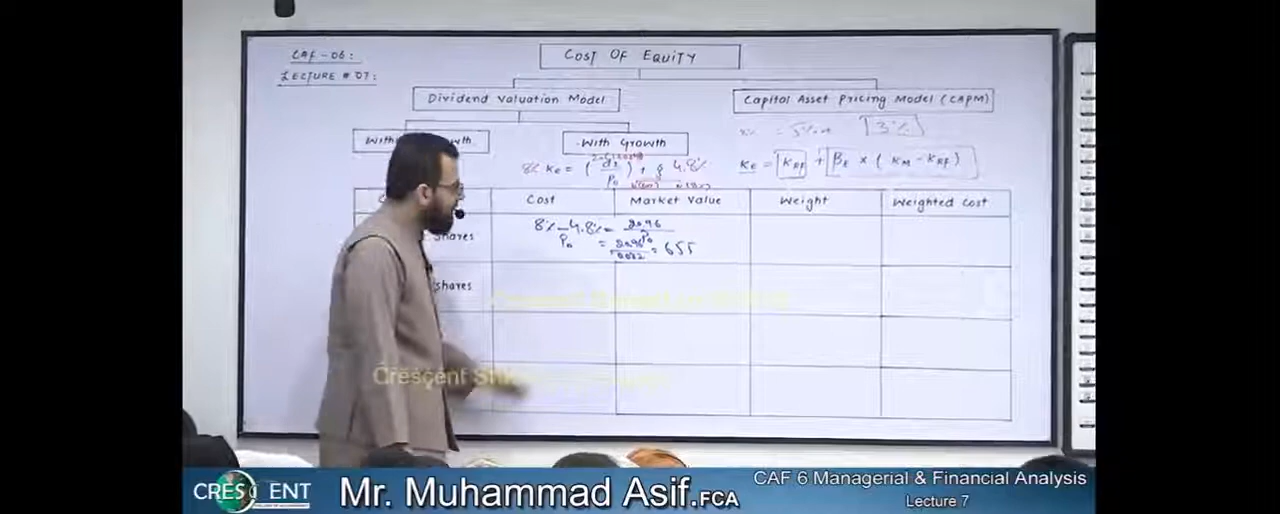 CAF-06:
COST OF EQUITY
LECTURE # 07:
Dividend Valuation Model
Capital Asset Pricing Model (CAPM)
= 5%
13%
With Growth
8% Ke = ( d1 / P0 ) + g 4.8%
Ke = KRF + βE × ( KM - KRF )
Cost
Market Value
Weight
Weighted Cost
8% - 4.8% =
P0
shares
= 655
shares
Crescent
CRESCENT
Mr. Muhammad Asif.FCA
CAF 6 Managerial & Financial Analysis
Lecture 7